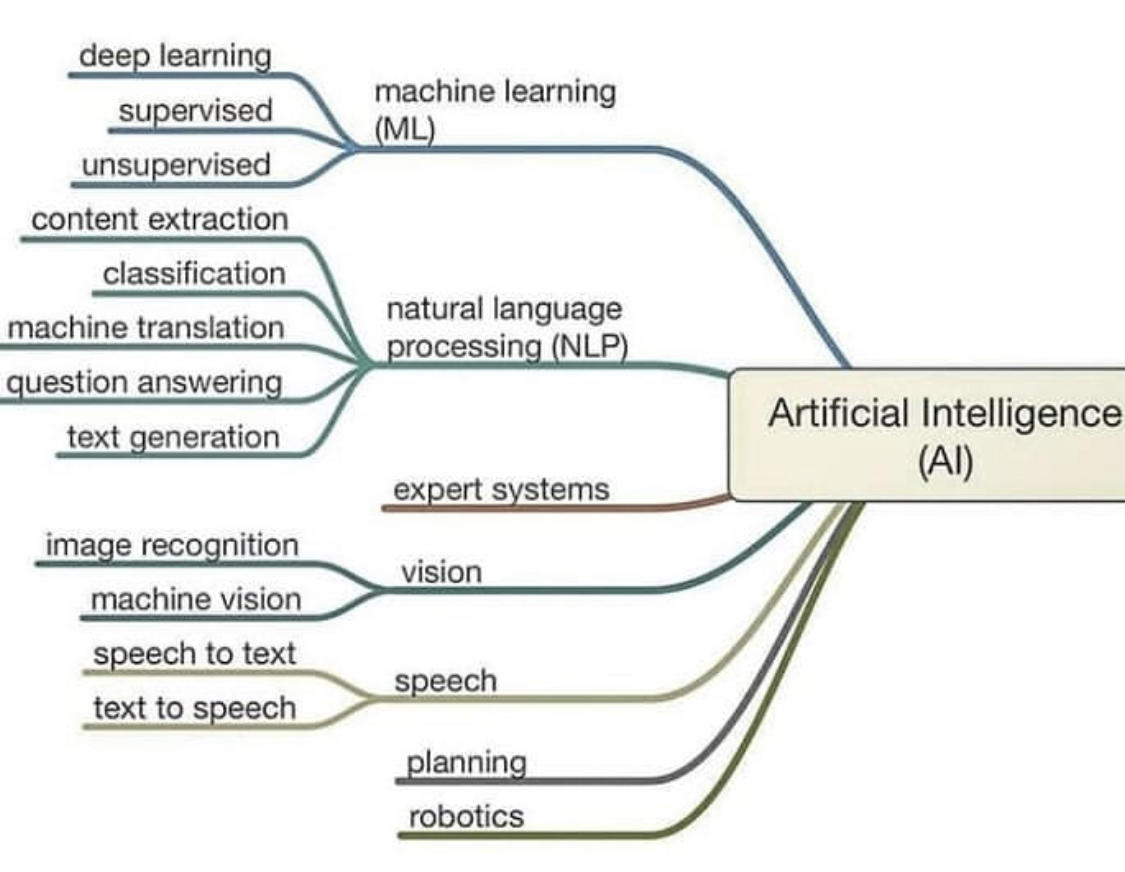 deep learning
supervised
unsupervised
machine learning
(ML)
content extraction
classification
machine translation
question answering
text generation
natural language
processing (NLP)
expert systems
image recognition
machine vision
vision
speech to text
text to speech
speech
planning
robotics
Artificial Intelligence
(AI)